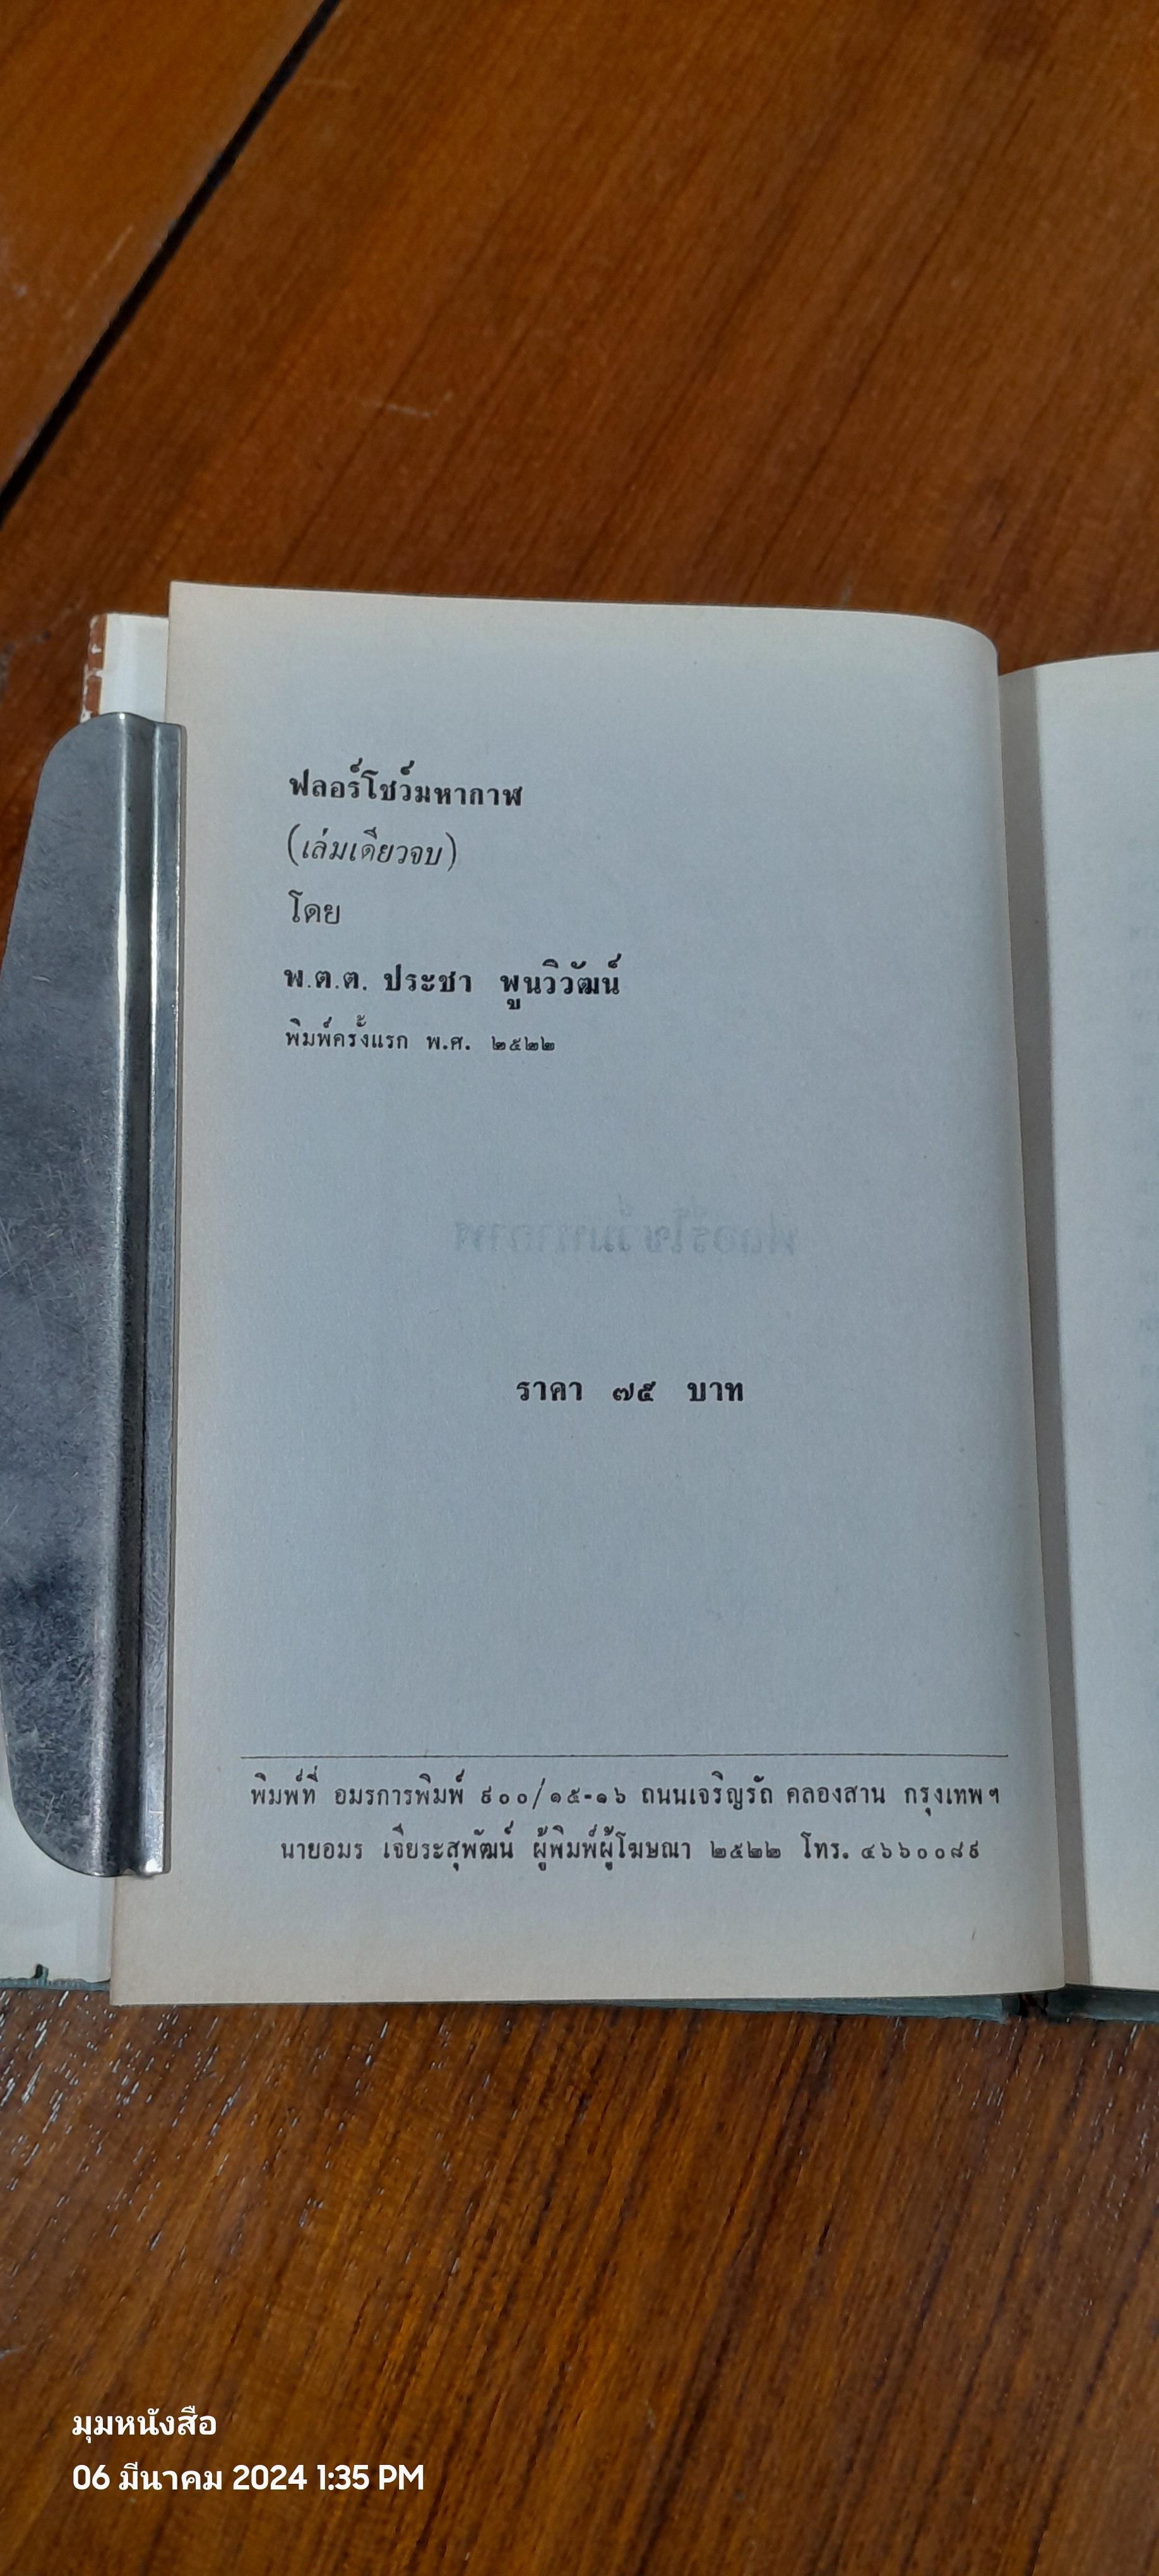 ฟลอร์โชว์มหากาฬ
(เล่มเดียวจบ)
โดย
พ.ต.ต. ประชา พูนวิวัฒน์
พิมพ์ครั้งแรก พ.ศ. ๒๕๒๒
ราคา ๗๕ บาท
พิมพ์ที่ อมรการพิมพ์ ๙๐๐/๑๕-๑๖ ถนนเจริญรัถ คลองสาน กรุงเทพฯ
นายอมร เจียระสุพัฒน์ ผู้พิมพ์ผู้โฆษณา ๒๕๒๒ โทร. ๔๖๖๐๐๘๙
มุมหนังสือ
06 มีนาคม 2024 1:35 PM